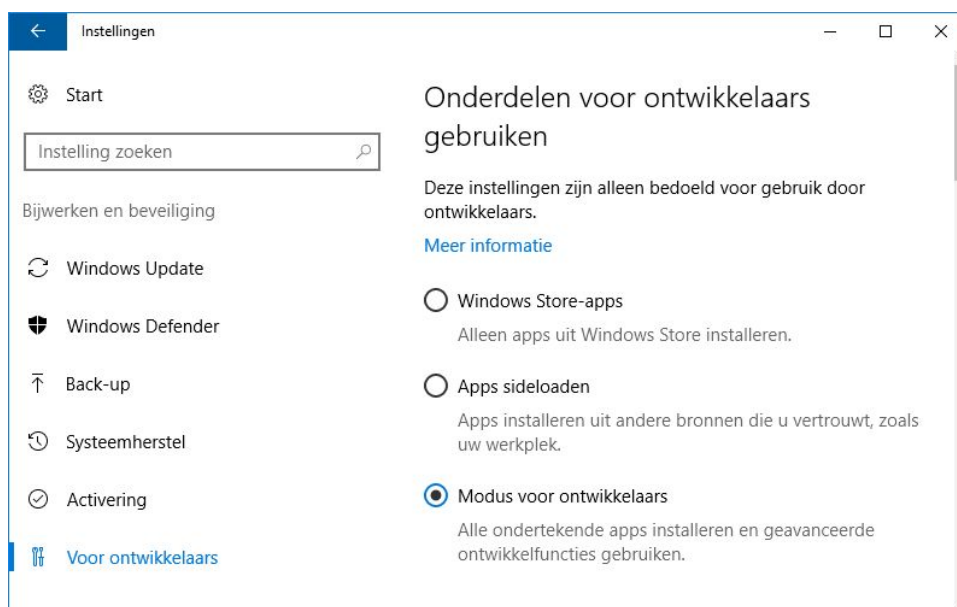 Instellingen
Start
Instelling zoeken
Bijwerken en beveiliging
Windows Update
Windows Defender
Back-up
Systeemherstel
Activering
Voor ontwikkelaars
Onderdelen voor ontwikkelaars
gebruiken
Deze instellingen zijn alleen bedoeld voor gebruik door
ontwikkelaars.
Meer informatie
Windows Store-apps
Alleen apps uit Windows Store installeren.
Apps sideloaden
Apps installeren uit andere bronnen die u vertrouwt, zoals
uw werkplek.
Modus voor ontwikkelaars
Alle ondertekende apps installeren en geavanceerde
ontwikkelfuncties gebruiken.